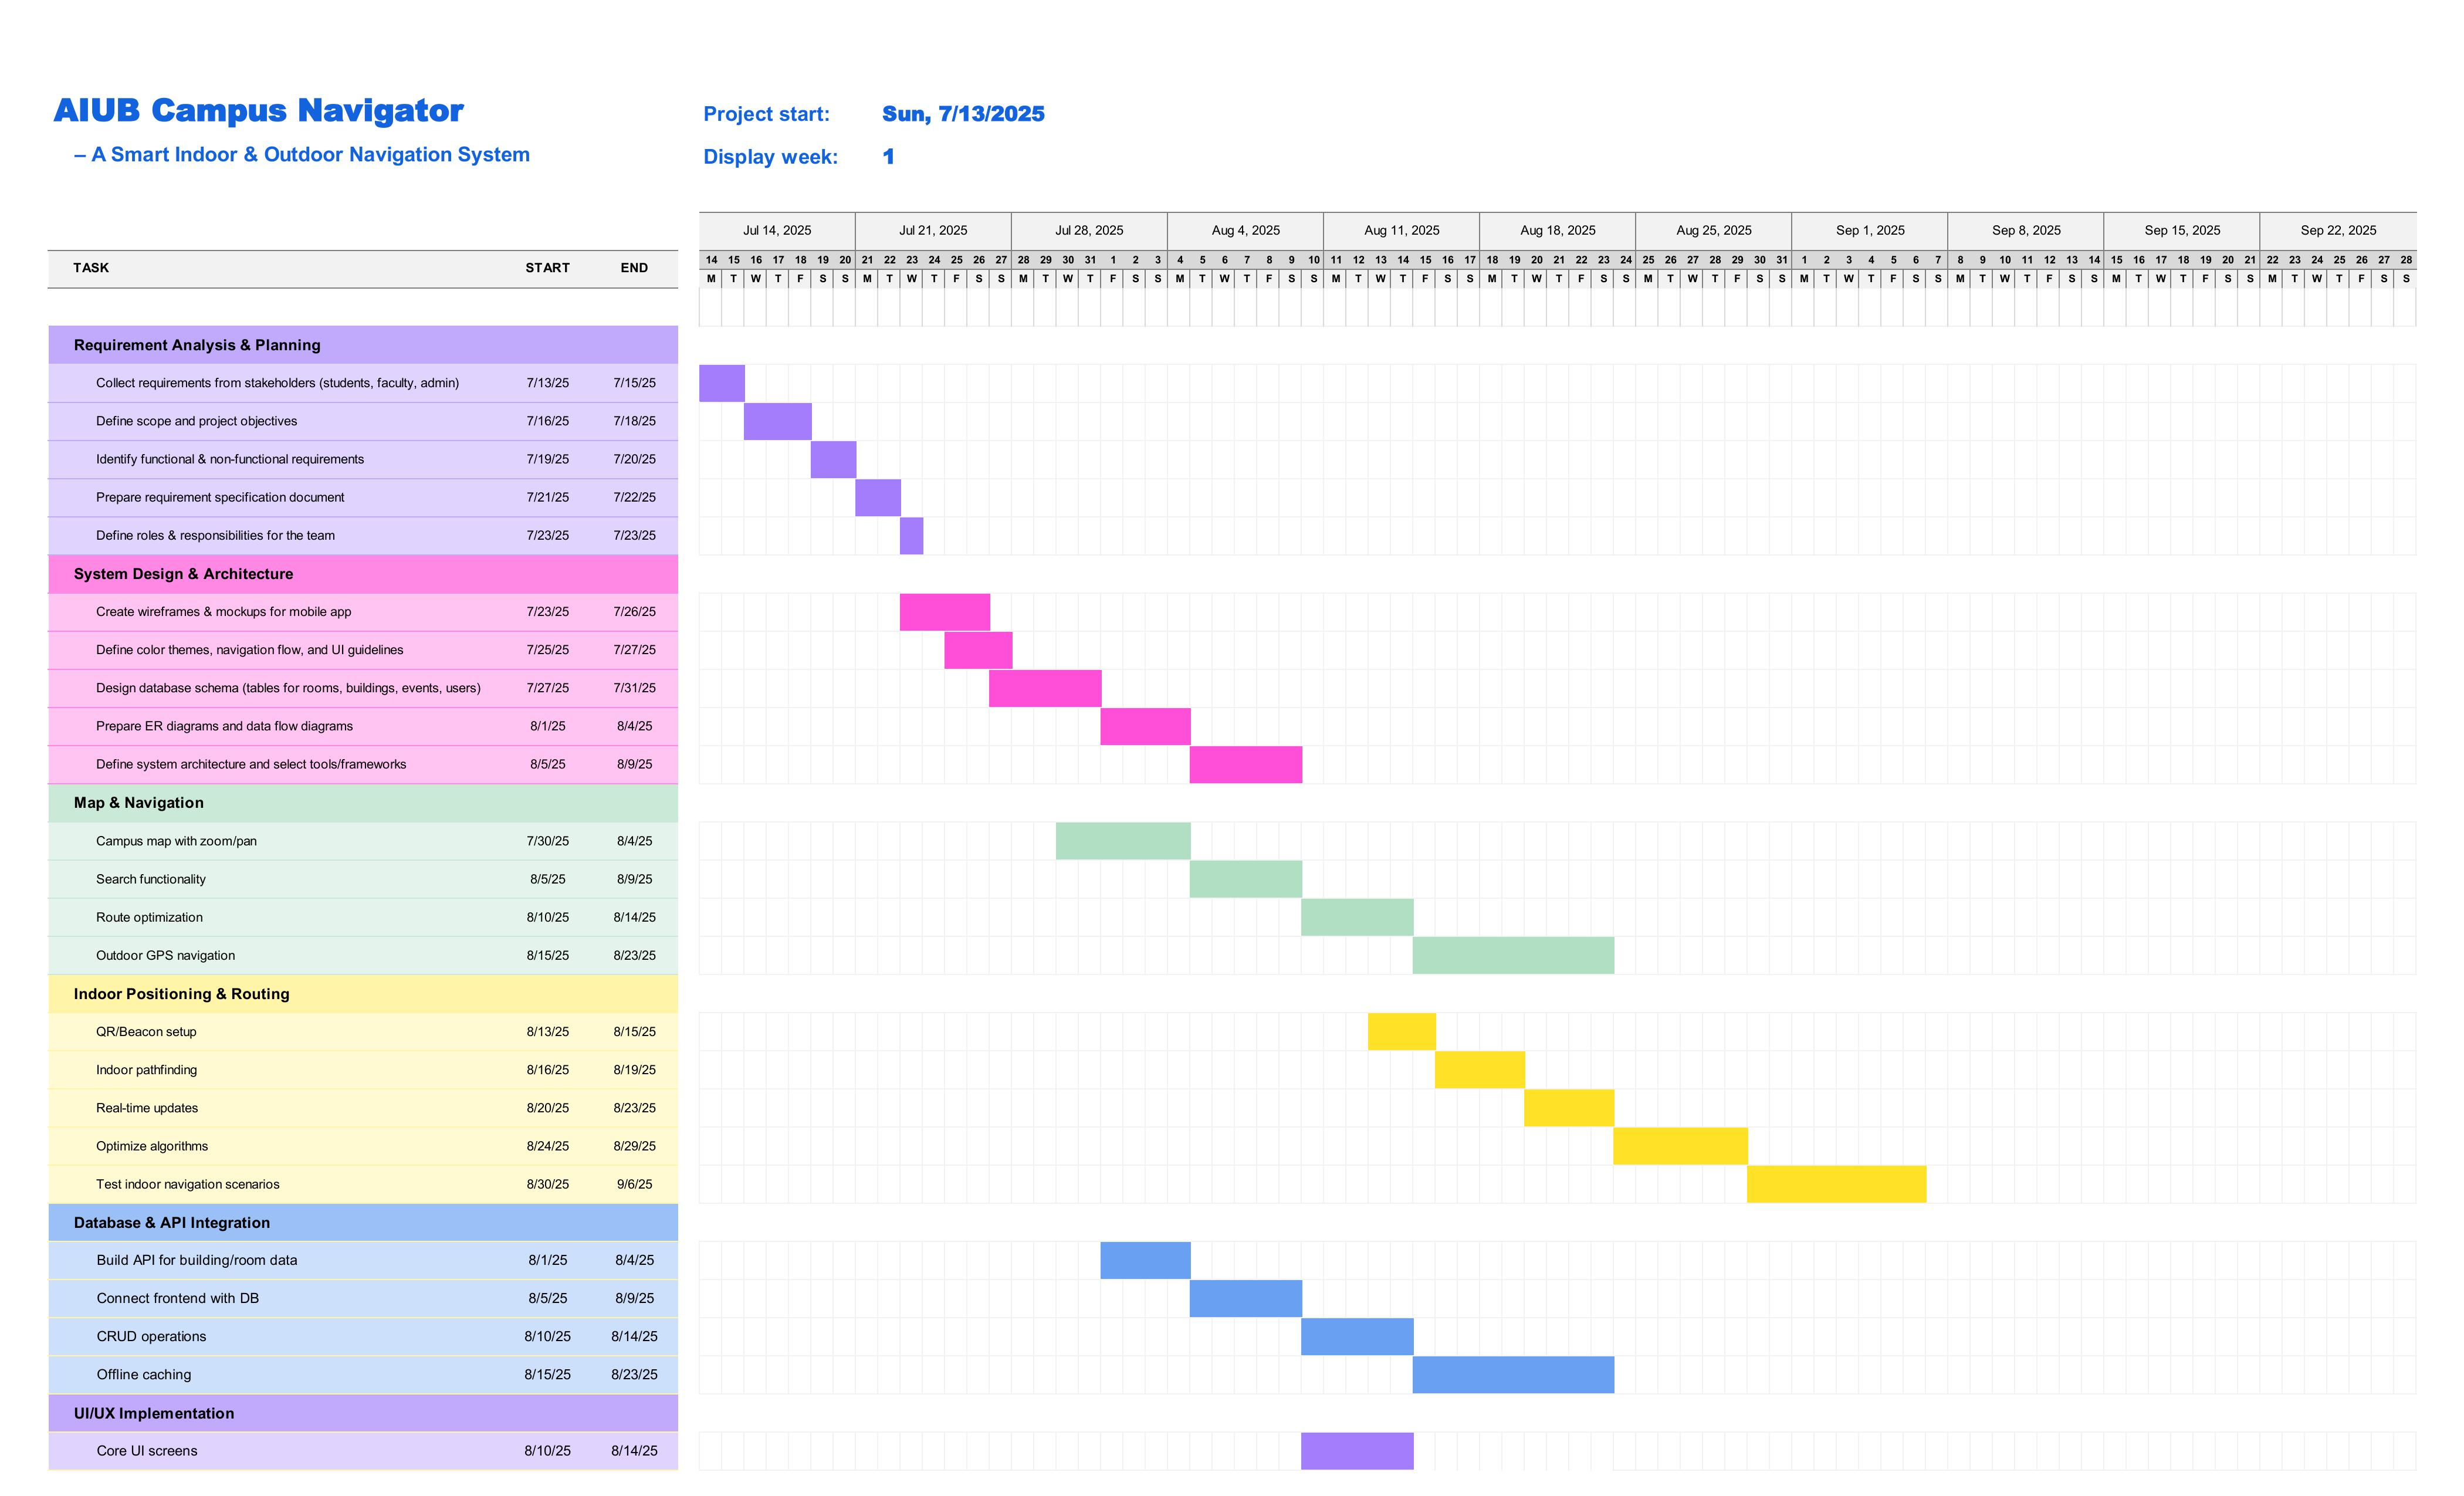 AIUB Campus Navigator
– A Smart Indoor & Outdoor Navigation System
Project start: Sun, 7/13/2025
Display week: 1
Jul 14, 2025 Jul 21, 2025 Jul 28, 2025 Aug 4, 2025 Aug 11, 2025 Aug 18, 2025 Aug 25, 2025 Sep 1, 2025 Sep 8, 2025 Sep 15, 2025 Sep 22, 2025
14 15 16 17 18 19 20 21 22 23 24 25 26 27 28 29 30 31 1 2 3 4 5 6 7 8 9 10 11 12 13 14 15 16 17 18 19 20 21 22 23 24 25 26 27 28 29 30 31 1 2 3 4 5 6 7 8 9 10 11 12 13 14 15 16 17 18 19 20 21 22 23 24 25 26 27 28
TASK START END
M T W T F S S M T W T F S S M T W T F S S M T W T F S S M T W T F S S M T W T F S S M T W T F S S M T W T F S S M T W T F S S M T W T F S S M T W T F S S
Requirement Analysis & Planning
Collect requirements from stakeholders (students, faculty, admin) 7/13/25 7/15/25
Define scope and project objectives 7/16/25 7/18/25
Identify functional & non-functional requirements 7/19/25 7/20/25
Prepare requirement specification document 7/21/25 7/22/25
Define roles & responsibilities for the team 7/23/25 7/23/25
System Design & Architecture
Create wireframes & mockups for mobile app 7/23/25 7/26/25
Define color themes, navigation flow, and UI guidelines 7/25/25 7/27/25
Design database schema (tables for rooms, buildings, events, users) 7/27/25 7/31/25
Prepare ER diagrams and data flow diagrams 8/1/25 8/4/25
Define system architecture and select tools/frameworks 8/5/25 8/9/25
Map & Navigation
Campus map with zoom/pan 7/30/25 8/4/25
Search functionality 8/5/25 8/9/25
Route optimization 8/10/25 8/14/25
Outdoor GPS navigation 8/15/25 8/23/25
Indoor Positioning & Routing
QR/Beacon setup 8/13/25 8/15/25
Indoor pathfinding 8/16/25 8/19/25
Real-time updates 8/20/25 8/23/25
Optimize algorithms 8/24/25 8/29/25
Test indoor navigation scenarios 8/30/25 9/6/25
Database & API Integration
Build API for building/room data 8/1/25 8/4/25
Connect frontend with DB 8/5/25 8/9/25
CRUD operations 8/10/25 8/14/25
Offline caching 8/15/25 8/23/25
UI/UX Implementation
Core UI screens 8/10/25 8/14/25